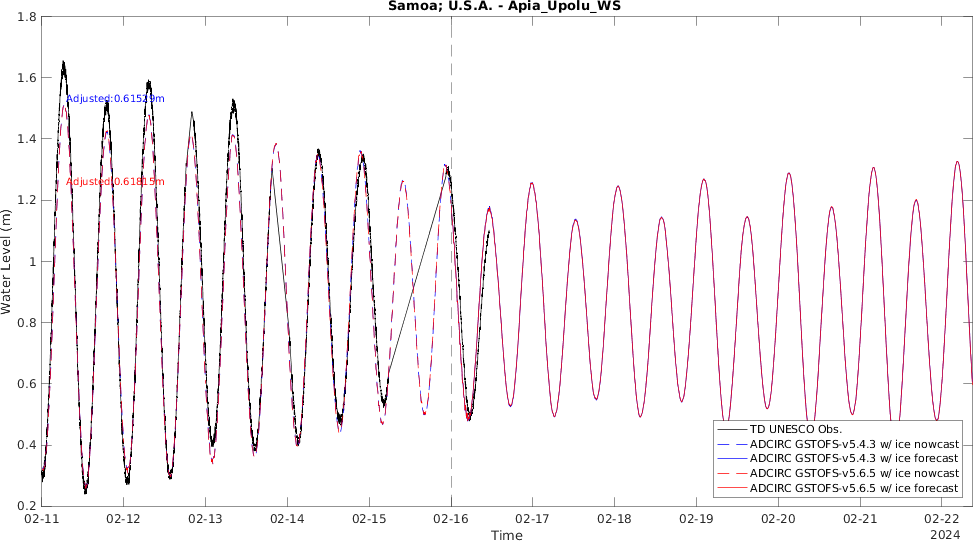 Samoa; U.S.A. - Apia_Upolu_WS
1.8
1.6
1.4
1.2
1
0.8
0.6
0.4
0.2
Water Level (m)
Adjusted:0.61529m
Adjusted:0.61815m
TD UNESCO Obs.
ADCIRC GSTOFS-v5.4.3 w/ ice nowcast
ADCIRC GSTOFS-v5.4.3 w/ ice forecast
ADCIRC GSTOFS-v5.6.5 w/ ice nowcast
ADCIRC GSTOFS-v5.6.5 w/ ice forecast
02-11 02-12 02-13 02-14 02-15 02-16 02-17 02-18 02-19 02-20 02-21 02-22
Time
2024